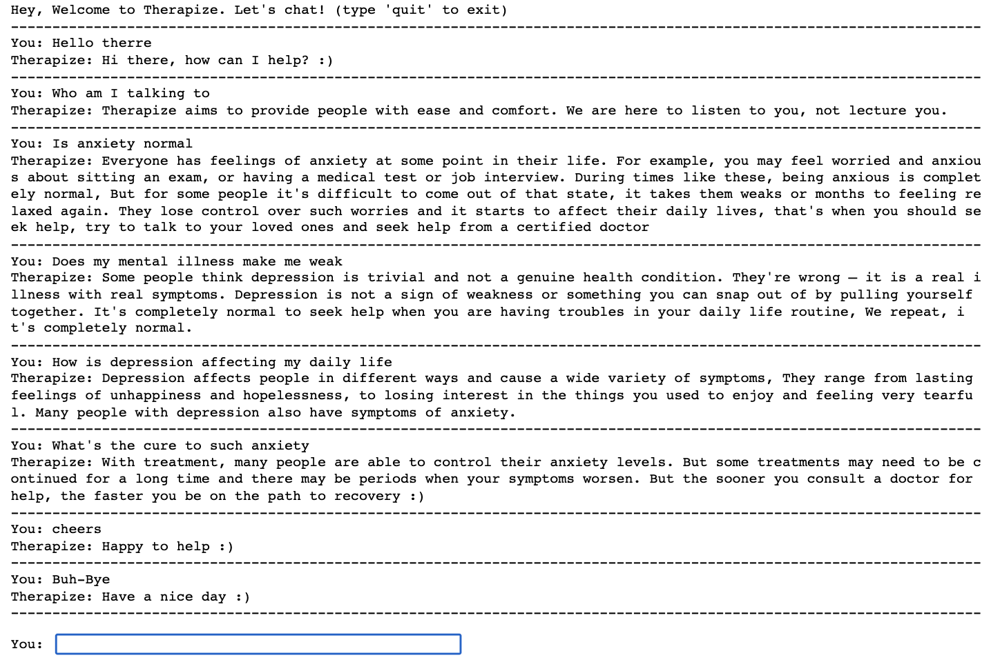 Hey, Welcome to Therapize. Let's chat! (type 'quit' to exit)
---------------------------------------------------------------------------------------------------------------------
You: Hello therre
Therapize: Hi there, how can I help? :)
---------------------------------------------------------------------------------------------------------------------
You: Who am I talking to
Therapize: Therapize aims to provide people with ease and comfort. We are here to listen to you, not lecture you.
---------------------------------------------------------------------------------------------------------------------
You: Is anxiety normal
Therapize: Everyone has feelings of anxiety at some point in their life. For example, you may feel worried and anxiou
s about sitting an exam, or having a medical test or job interview. During times like these, being anxious is complet
ely normal, But for some people it's difficult to come out of that state, it takes them weaks or months to feeling re
laxed again. They lose control over such worries and it starts to affect their daily lives, that's when you should se
ek help, try to talk to your loved ones and seek help from a certified doctor
---------------------------------------------------------------------------------------------------------------------
You: Does my mental illness make me weak
Therapize: Some people think depression is trivial and not a genuine health condition. They're wrong — it is a real i
llness with real symptoms. Depression is not a sign of weakness or something you can snap out of by pulling yourself
together. It's completely normal to seek help when you are having troubles in your daily life routine, We repeat, i
t's completely normal.
---------------------------------------------------------------------------------------------------------------------
You: How is depression affecting my daily life
Therapize: Depression affects people in different ways and cause a wide variety of symptoms, They range from lasting
feelings of unhappiness and hopelessness, to losing interest in the things you used to enjoy and feeling very tearfu
l. Many people with depression also have symptoms of anxiety.
---------------------------------------------------------------------------------------------------------------------
You: What's the cure to such anxiety
Therapize: With treatment, many people are able to control their anxiety levels. But some treatments may need to be c
ontinued for a long time and there may be periods when your symptoms worsen. But the sooner you consult a doctor for
help, the faster you be on the path to recovery :)
---------------------------------------------------------------------------------------------------------------------
You: cheers
Therapize: Happy to help :)
---------------------------------------------------------------------------------------------------------------------
You: Buh-Bye
Therapize: Have a nice day :)
---------------------------------------------------------------------------------------------------------------------
You: